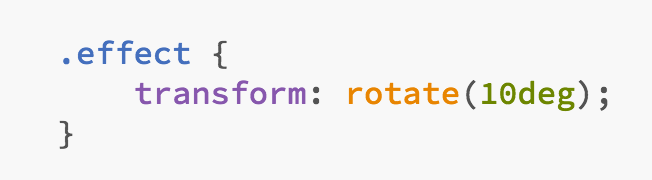 .effect {
    transform: rotate(10deg);
}